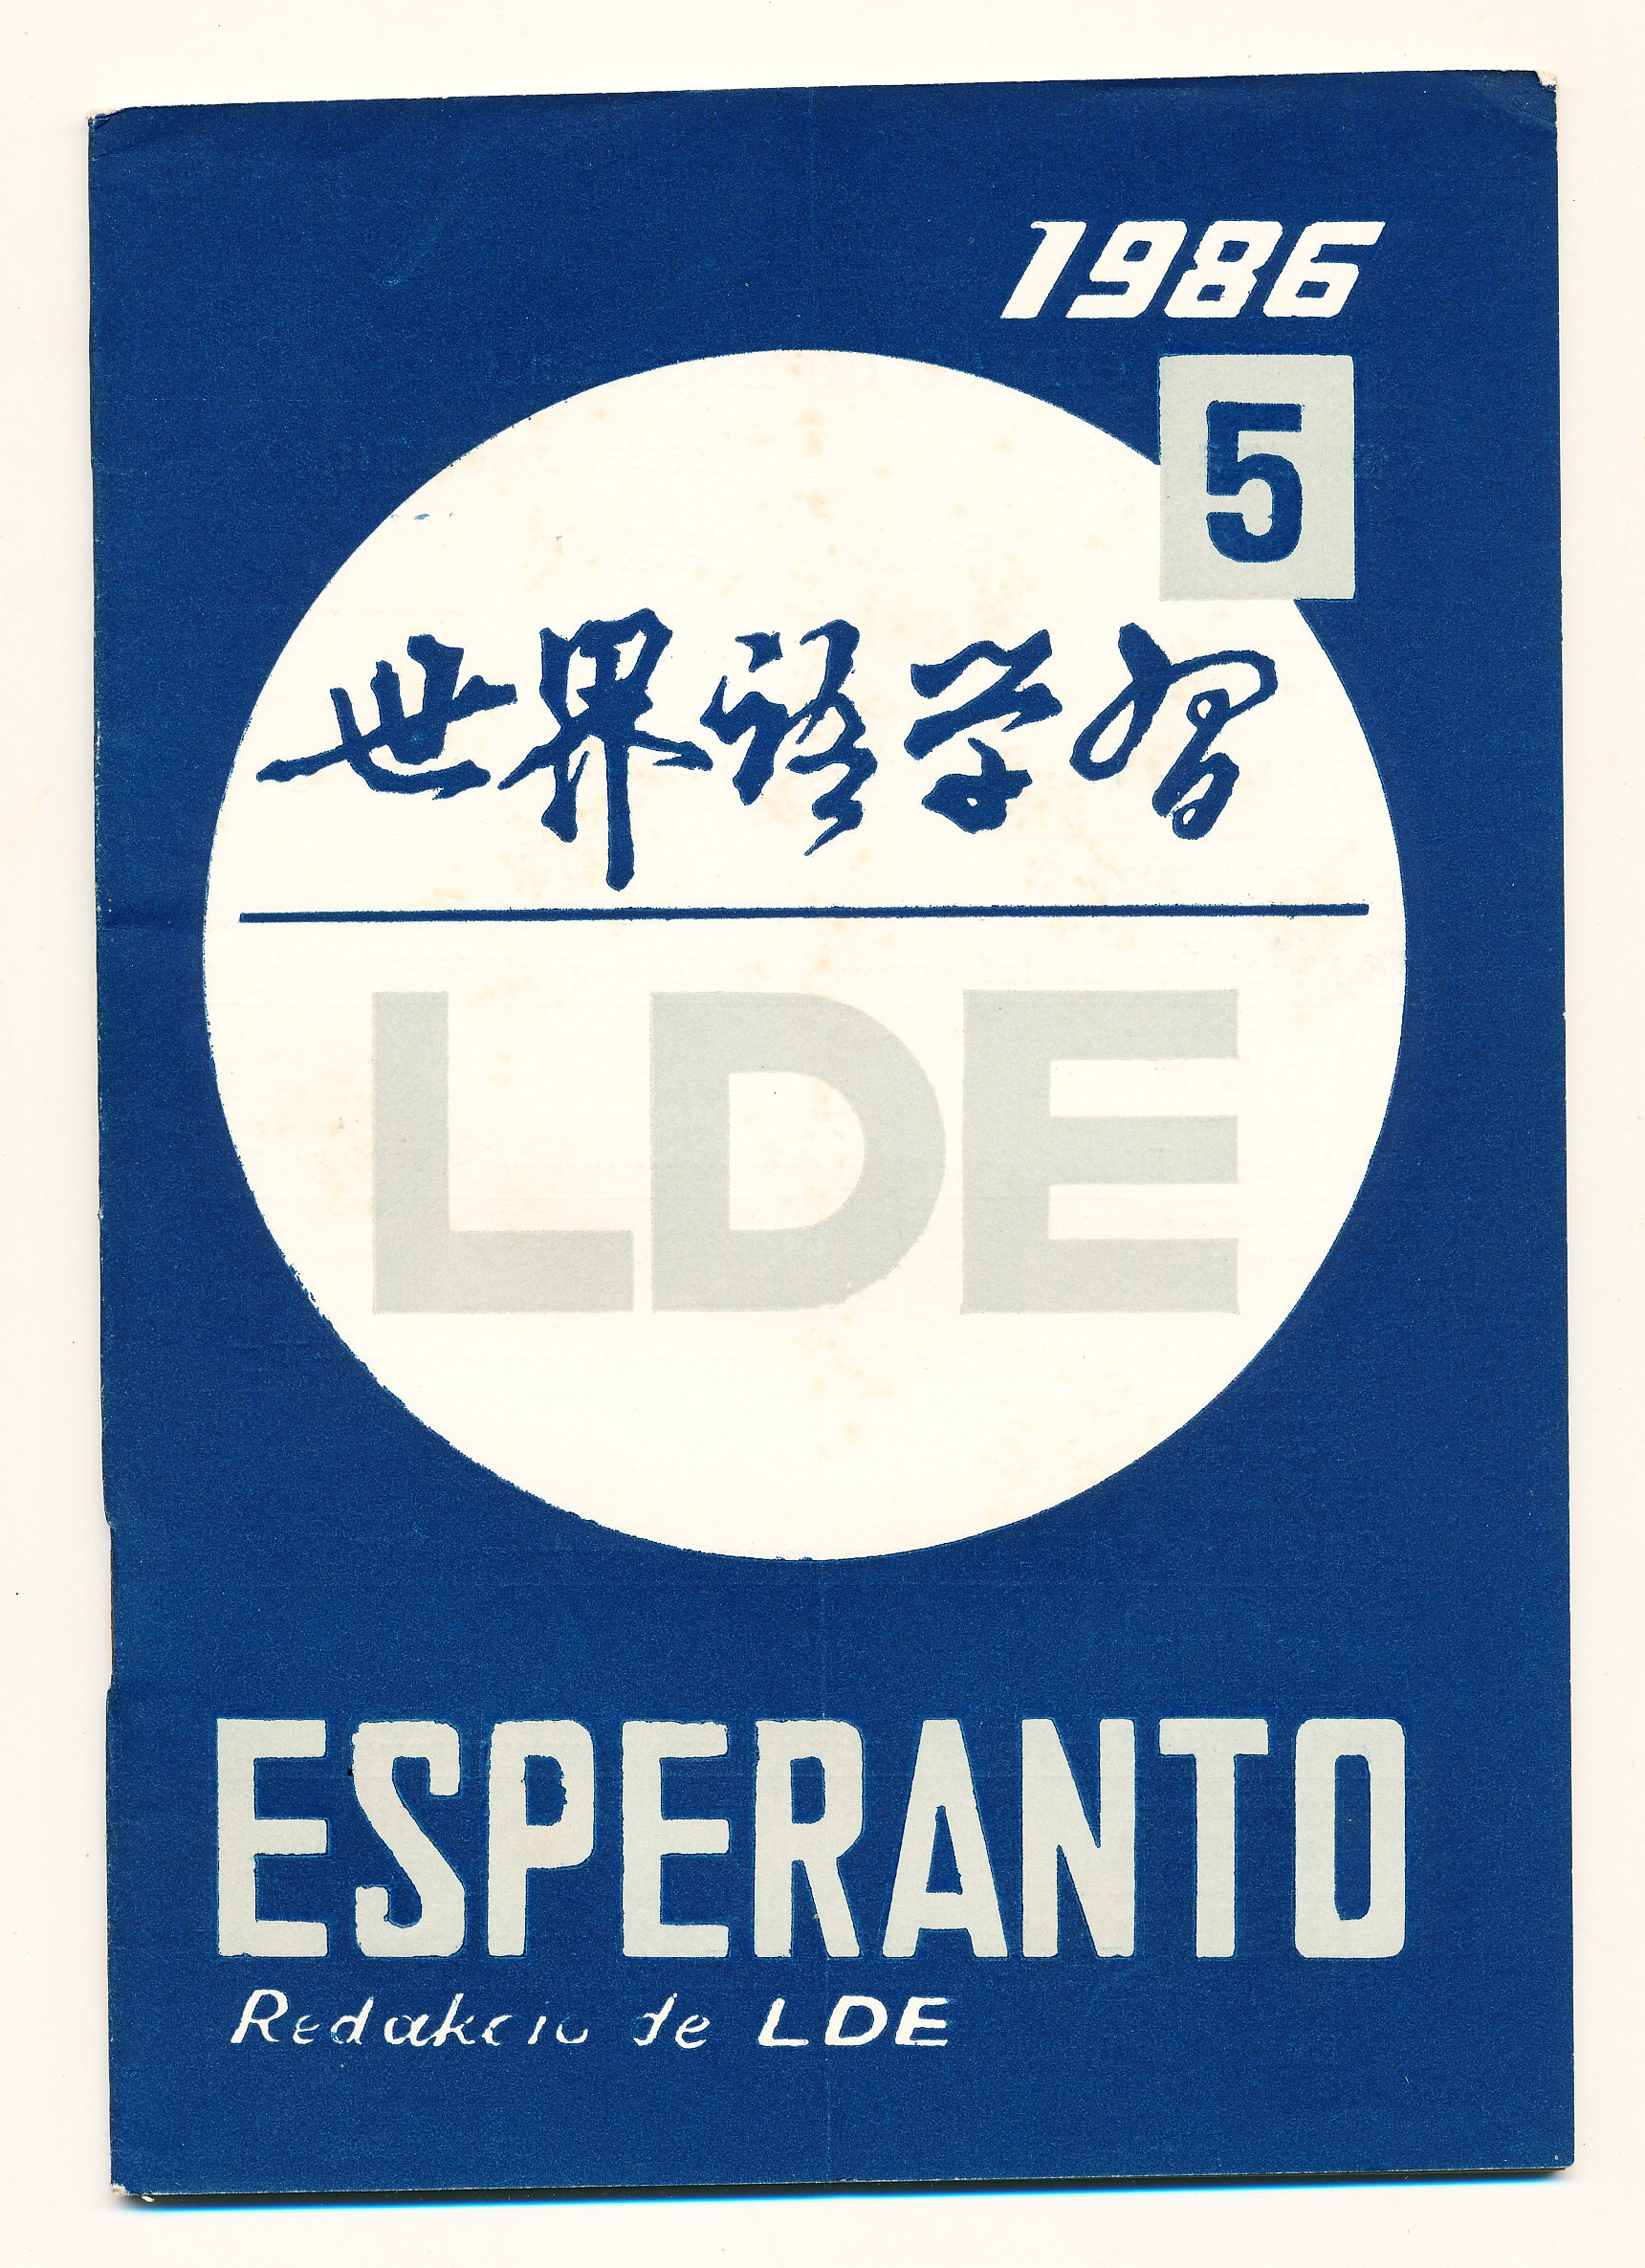 1986
5
世界语学习
LDE
ESPERANTO
Redakcio de LDE